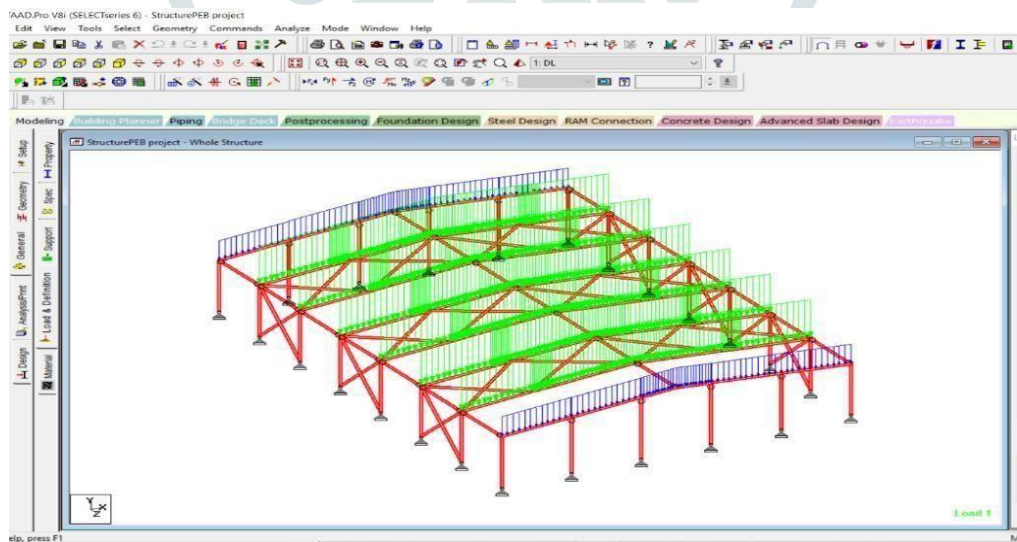 TAAD.Pro V8i (SELECTseries 6) - StructurePEB project
Edit View Tools Select Geometry Commands Analyze Mode Window Help
1: DL
Modeling Building Planner Piping Bridge Deck Postprocessing Foundation Design Steel Design RAM Connection Concrete Design Advanced Slab Design Earthquake
StructurePEB project - Whole Structure
Setup
Geometry
General
Analysis/Print
Design
Property
Spec
Support
Load & Definition
Material
Y
X
Z
Load 1
elp, press F1